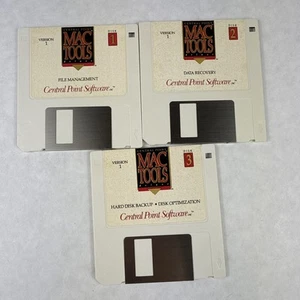 VERSION
1
MAC
TOOLS
DISK
1
FILE MANAGEMENT
Central Point Software
VERSION
1
MAC
TOOLS
DISK
2
DATA RECOVERY
Central Point Software
VERSION
1
MAC
TOOLS
DISK
3
HARD DISK BACKUP • DISK OPTIMIZATION
Central Point Software